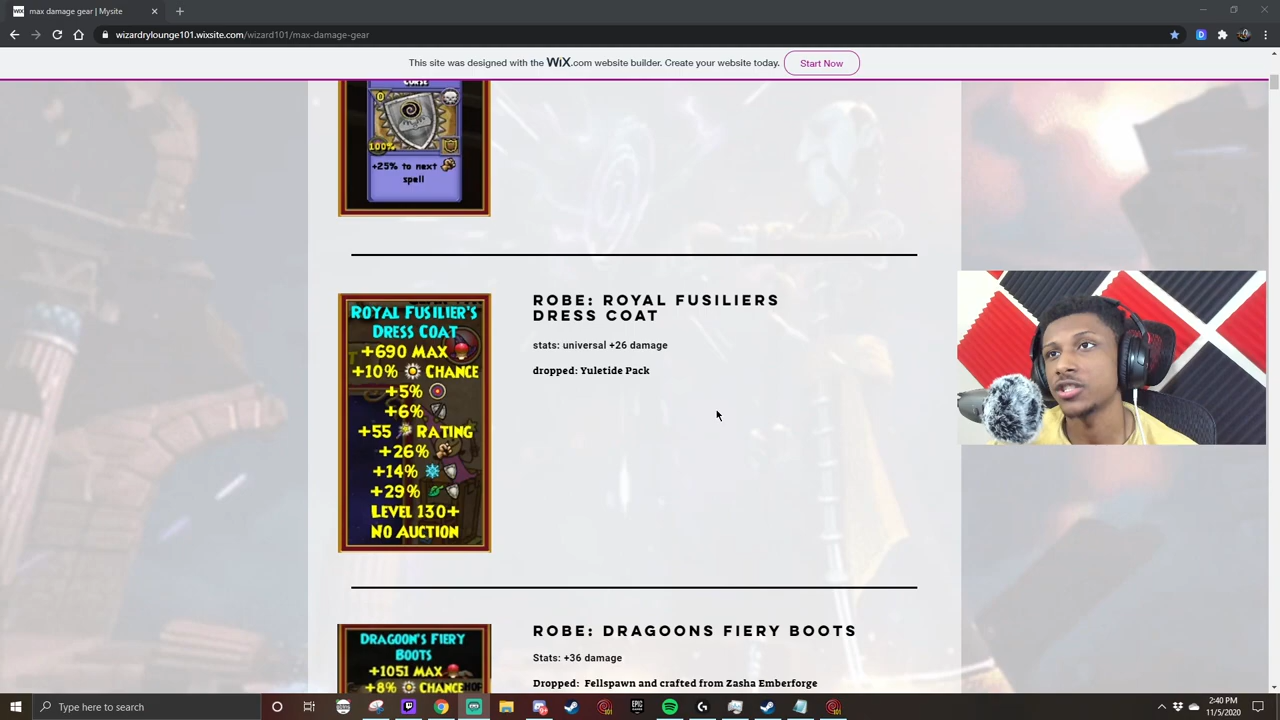 WiX max damage gear | Mysite
wizardrylounge101.wixsite.com/wizard101/max-damage-gear
This site was designed with the WiX.com website builder. Create your website today. Start Now
0
100%
+25% to next
spell
ROYAL FUSILIER'S
DRESS COAT
+690 MAX
+10% CHANCE
+5%
+6%
+55 RATING
+26%
+14%
+29%
LEVEL 130+
NO AUCTION
ROBE: ROYAL FUSILIERS
DRESS COAT
stats: universal +26 damage
dropped: Yuletide Pack
DRAGOON'S FIERY
BOOTS
+1051 MAX
+8% CHANCE
ROBE: DRAGOONS FIERY BOOTS
Stats: +36 damage
Dropped: Fellspawn and crafted from Zasha Emberforge
Type here to search
2:40 PM
11/5/2020